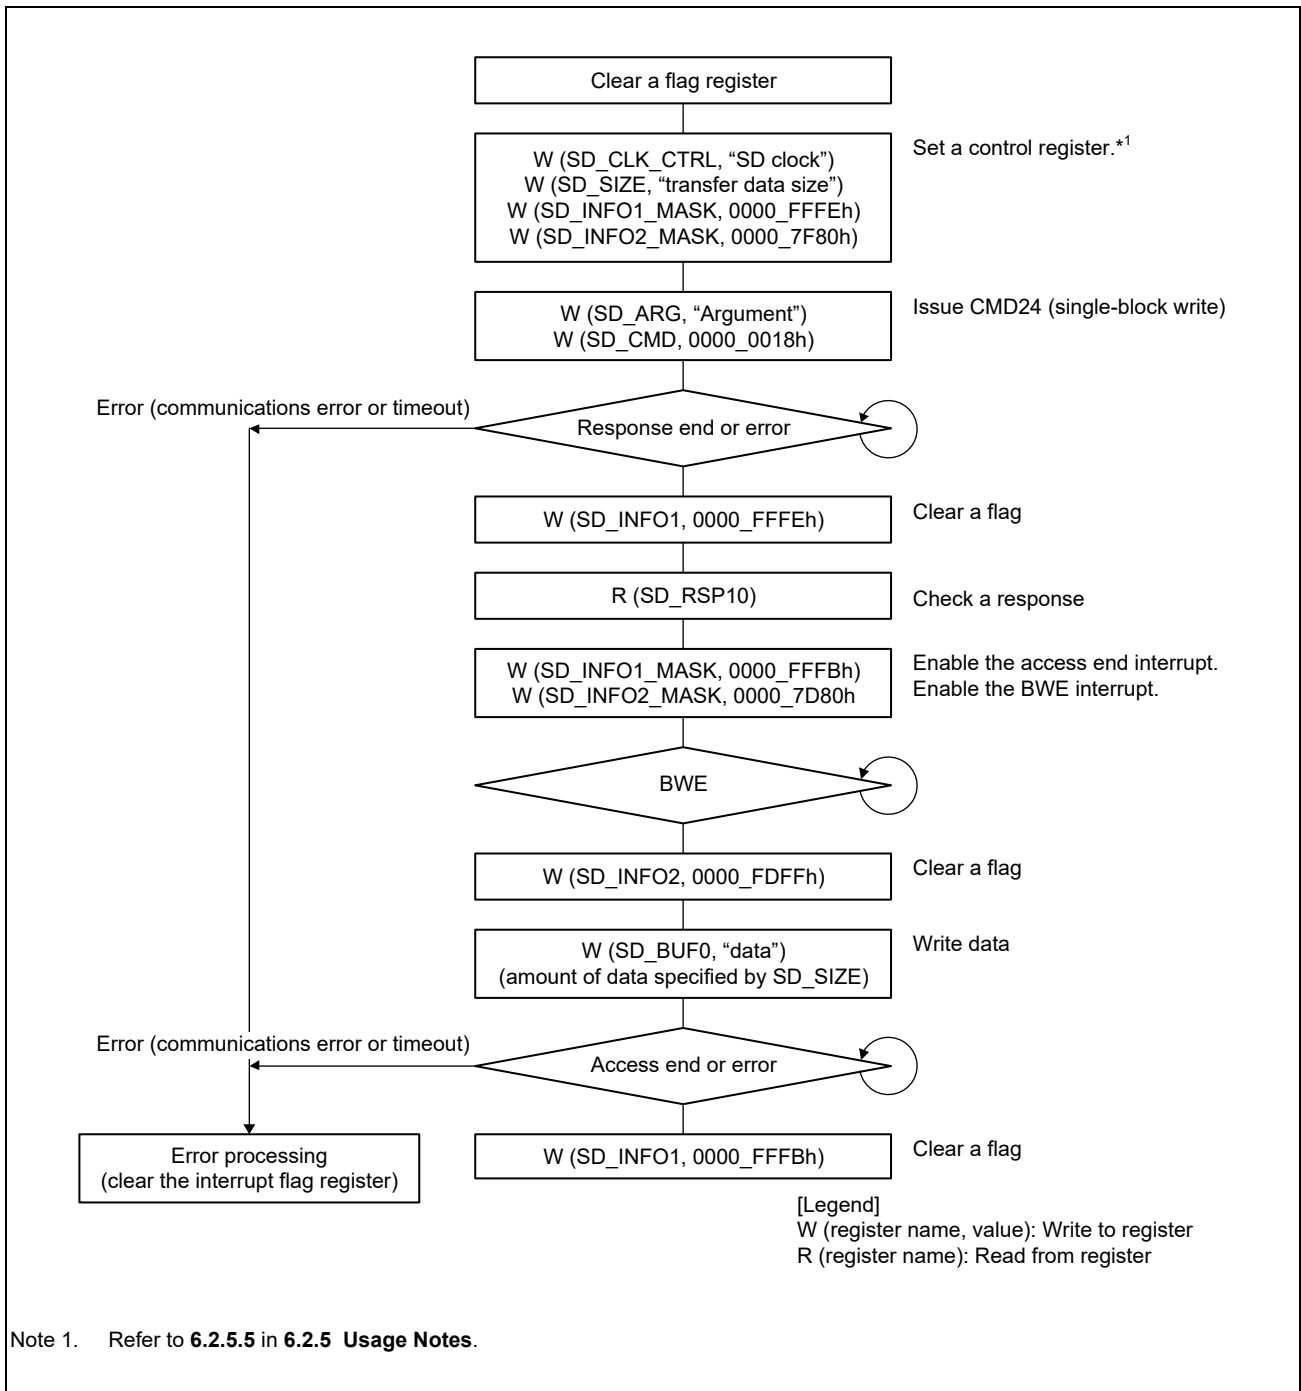 Clear a flag register
W (SD_CLK_CTRL, “SD clock”)
W (SD_SIZE, “transfer data size”)
W (SD_INFO1_MASK, 0000_FFFEh)
W (SD_INFO2_MASK, 0000_7F80h)
Set a control register.*1
W (SD_ARG, “Argument”)
W (SD_CMD, 0000_0018h)
Issue CMD24 (single-block write)
Error (communications error or timeout)
Response end or error
W (SD_INFO1, 0000_FFFEh)
Clear a flag
R (SD_RSP10)
Check a response
W (SD_INFO1_MASK, 0000_FFFBh)
W (SD_INFO2_MASK, 0000_7D80h
Enable the access end interrupt.
Enable the BWE interrupt.
BWE
W (SD_INFO2, 0000_FDFFh)
Clear a flag
W (SD_BUF0, “data”)
(amount of data specified by SD_SIZE)
Write data
Error (communications error or timeout)
Access end or error
Error processing
(clear the interrupt flag register)
W (SD_INFO1, 0000_FFFBh)
Clear a flag
[Legend]
W (register name, value): Write to register
R (register name): Read from register
Note 1. Refer to 6.2.5.5 in 6.2.5 Usage Notes.